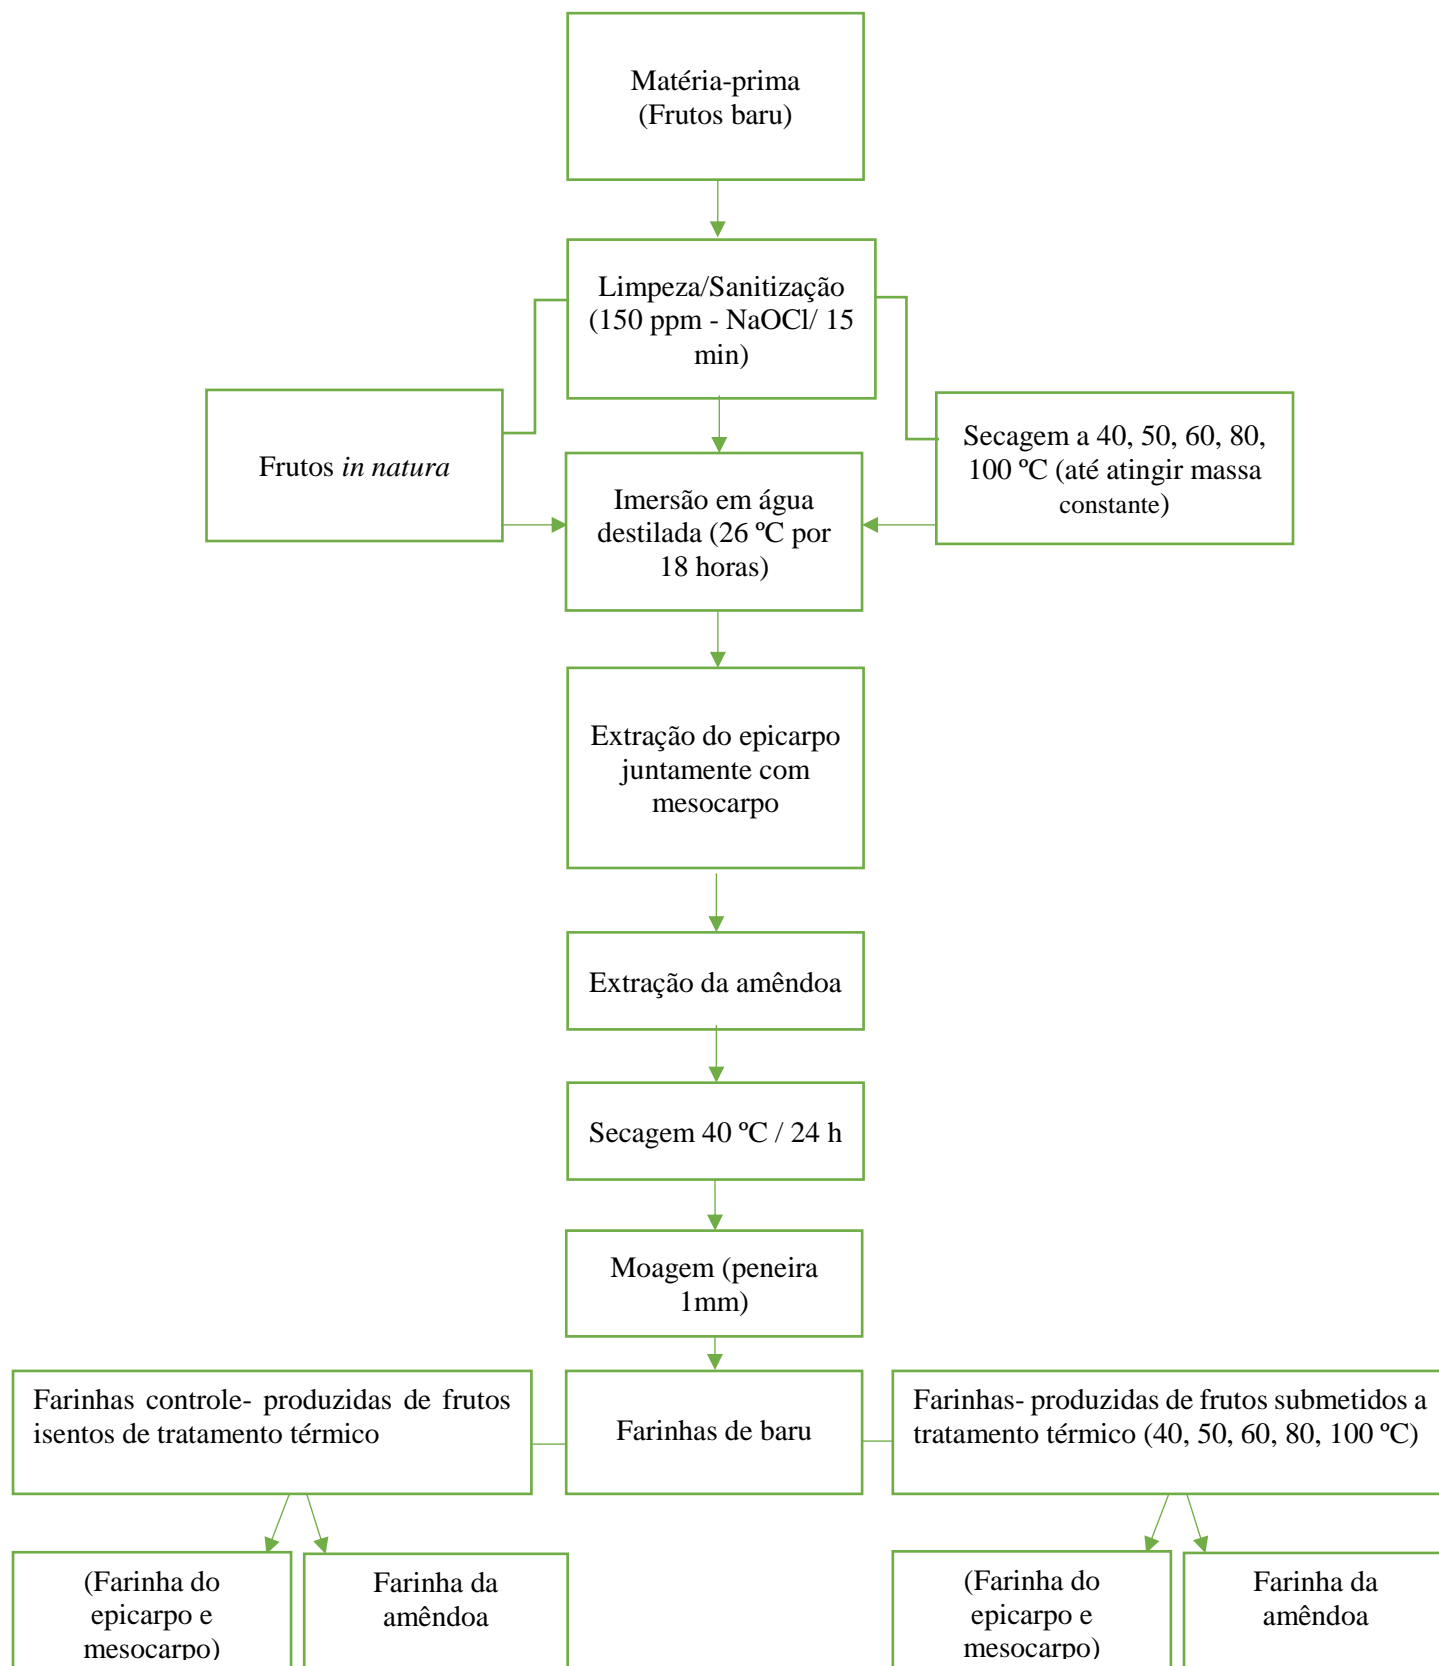 Matéria-prima
(Frutos baru)
Limpeza/Sanitização
(150 ppm - NaOCl/ 15
min)
Frutos in natura
Secagem a 40, 50, 60, 80,
100 ºC (até atingir massa
constante)
Imersão em água
destilada (26 ºC por
18 horas)
Extração do epicarpo
juntamente com
mesocarpo
Extração da amêndoa
Secagem 40 ºC / 24 h
Moagem (peneira
1mm)
Farinhas controle- produzidas de frutos
isentos de tratamento térmico
Farinhas de baru
Farinhas- produzidas de frutos submetidos a
tratamento térmico (40, 50, 60, 80, 100 ºC)
(Farinha do
epicarpo e
mesocarpo)
Farinha da
amêndoa
(Farinha do
epicarpo e
mesocarpo)
Farinha da
amêndoa